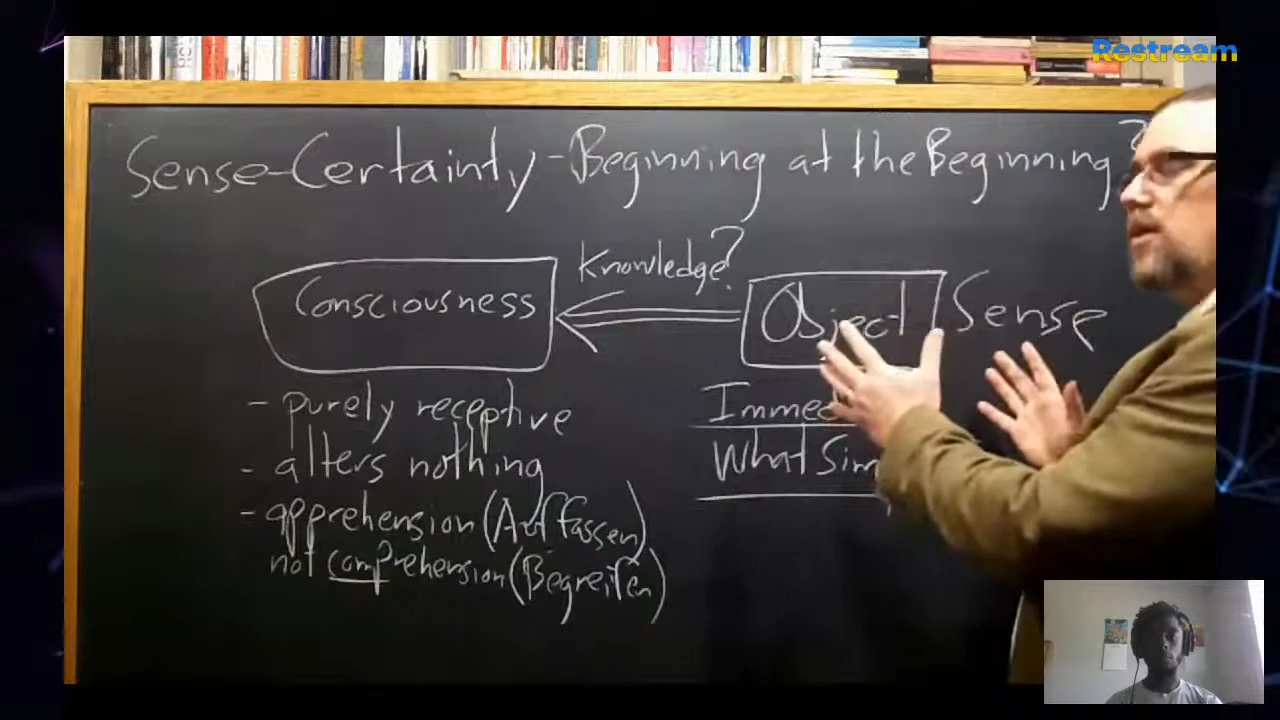 Restream
Sense-Certainty-Beginning at the Beginning?
Knowledge?
Consciousness
Object
Sense
- purely receptive
- alters nothing
- apprehension (Auffassen)
not comprehension (Begreifen)
What